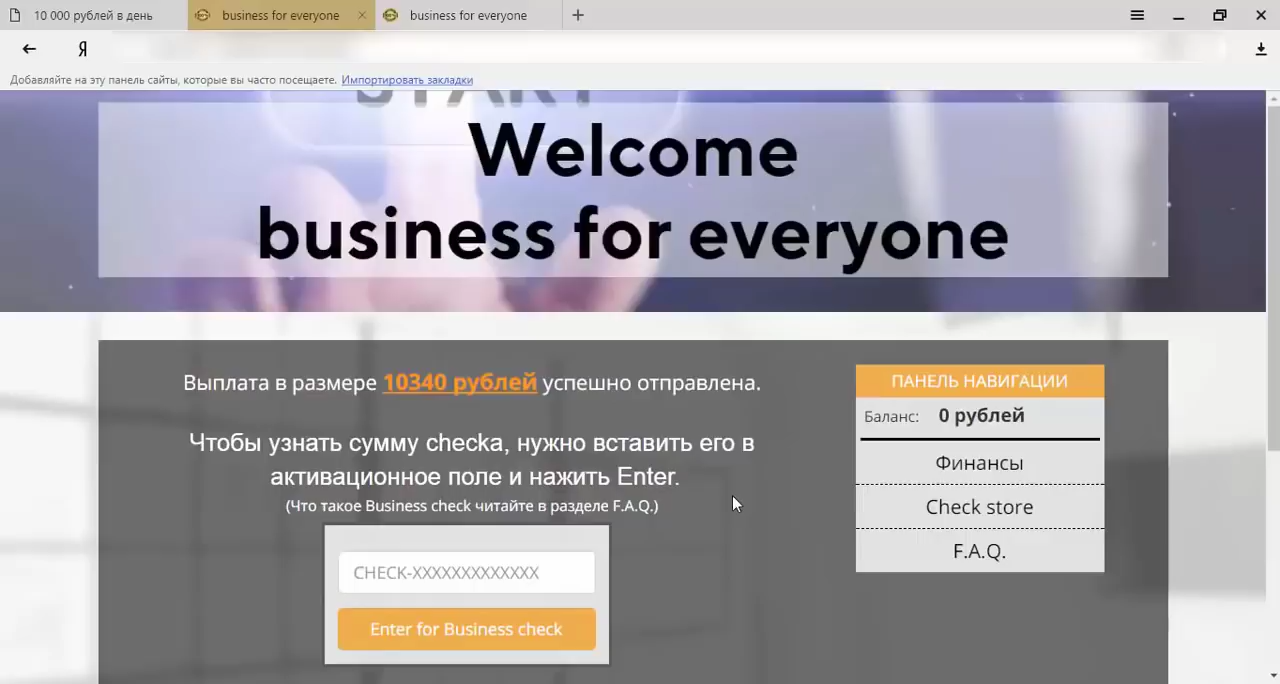 10 000 рублей в день
business for everyone
business for everyone
Я
Добавляйте на эту панель сайты, которые вы часто посещаете. Импортировать закладки
START
Welcome
business for everyone
Выплата в размере 10340 рублей успешно отправлена.
Чтобы узнать сумму checka, нужно вставить его в
активационное поле и нажить Enter.
(Что такое Business check читайте в разделе F.A.Q.)
CHECK-XXXXXXXXXXXXX
Enter for Business check
ПАНЕЛЬ НАВИГАЦИИ
Баланс: 0 рублей
Финансы
Check store
F.A.Q.